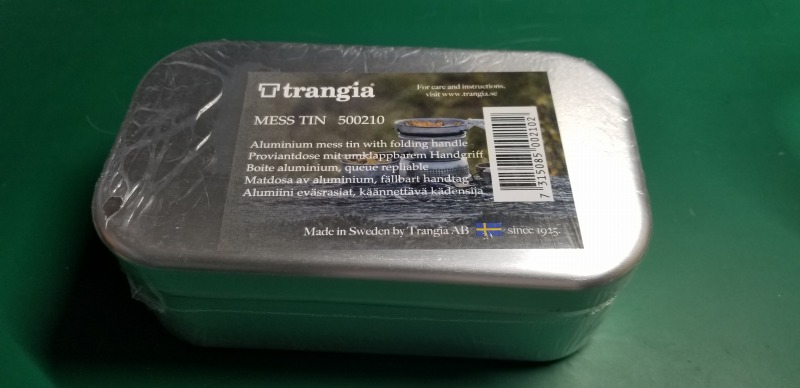 trangia
For care and instructions,
visit www.trangia.se
MESS TIN 500210
Aluminium mess tin with folding handle
Proviantdose mit umklappbarem Handgriff
Boite aluminium, queue repliable
Matdosa av aluminium, fällbart handtag
Alumiini eväsrasiat, käännettävä kädensija
7 315085 002102
Made in Sweden by Trangia AB since 1925.